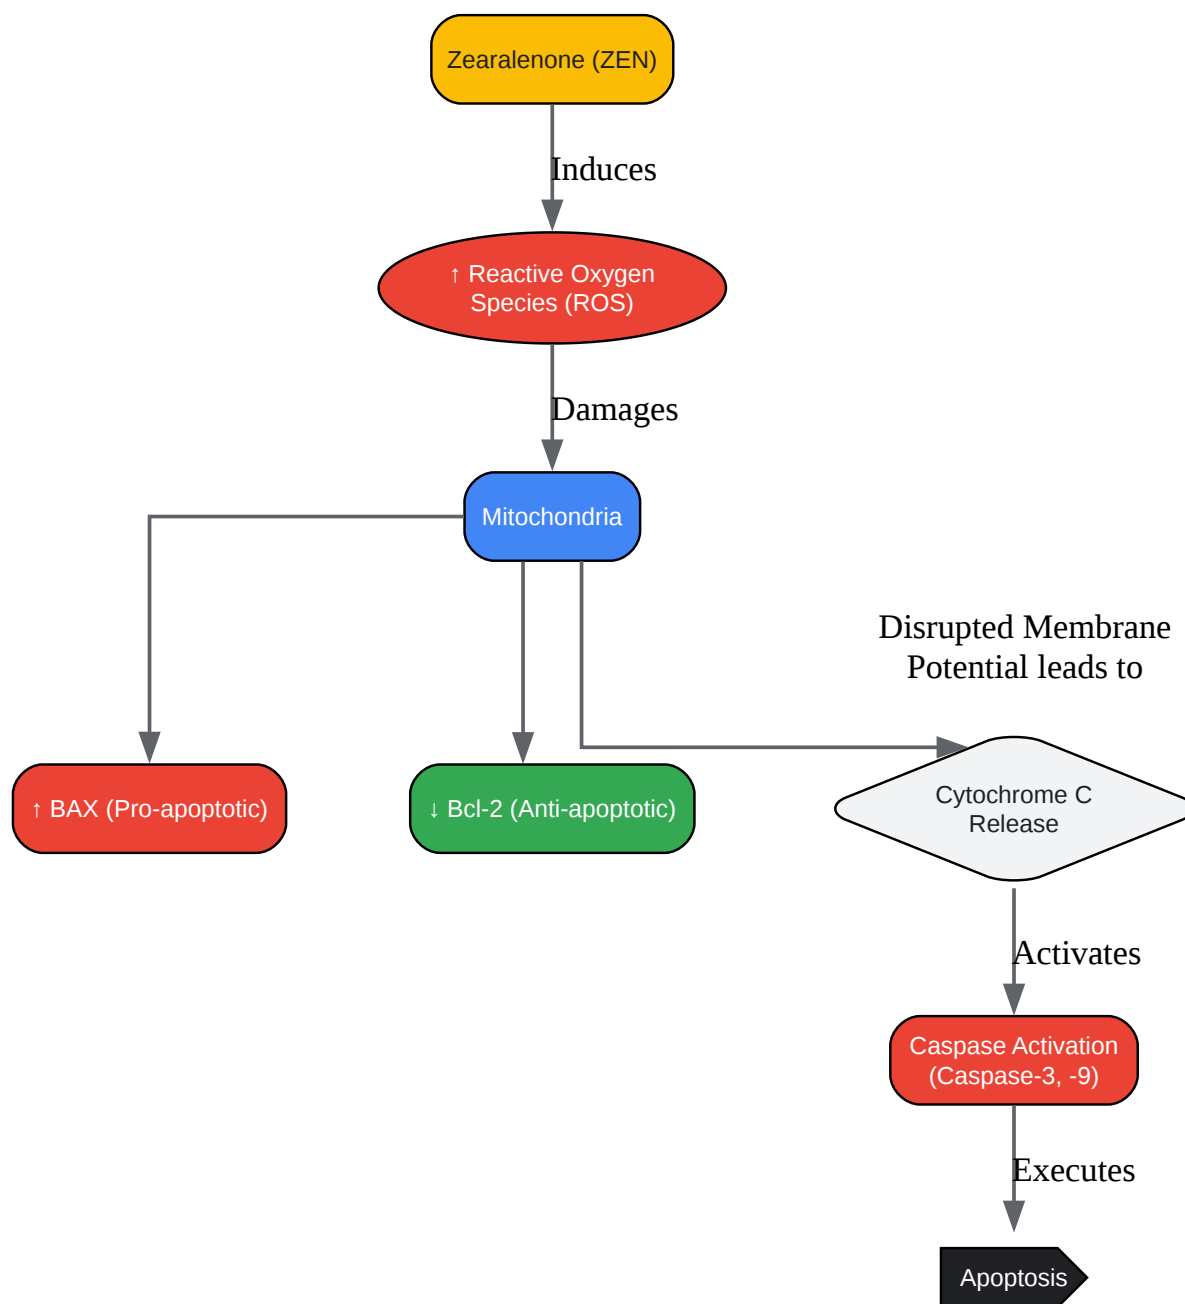 Zearalenone (ZEN)
Induces
↑ Reactive Oxygen
Species (ROS)
Damages
Mitochondria
Disrupted Membrane
Potential leads to
↑ BAX (Pro-apoptotic)
↓ Bcl-2 (Anti-apoptotic)
Cytochrome C
Release
Activates
Caspase Activation
(Caspase-3, -9)
Executes
Apoptosis